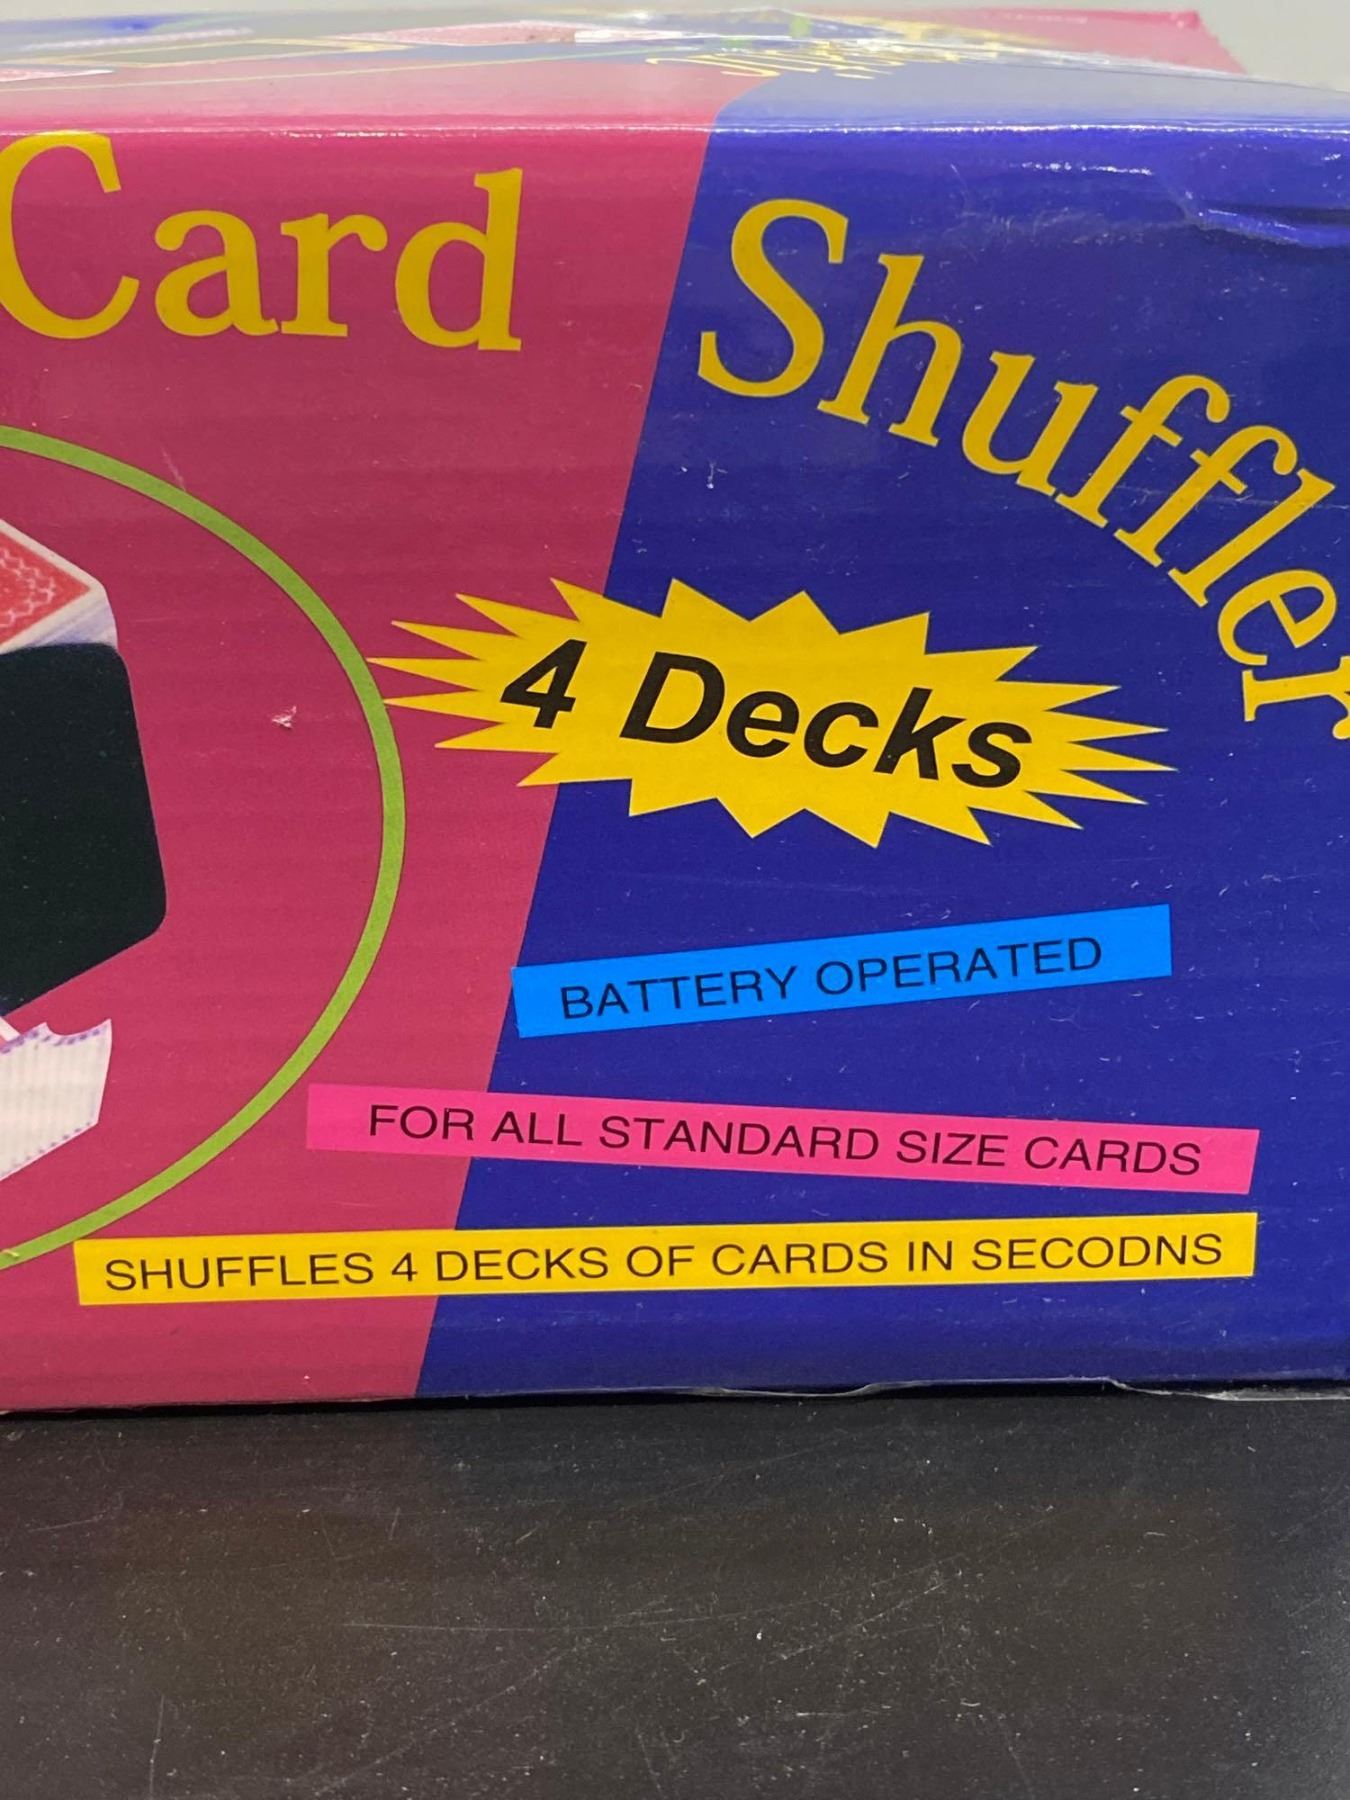 Card Shuffler
4 Decks
BATTERY OPERATED
FOR ALL STANDARD SIZE CARDS
SHUFFLES 4 DECKS OF CARDS IN SECODNS